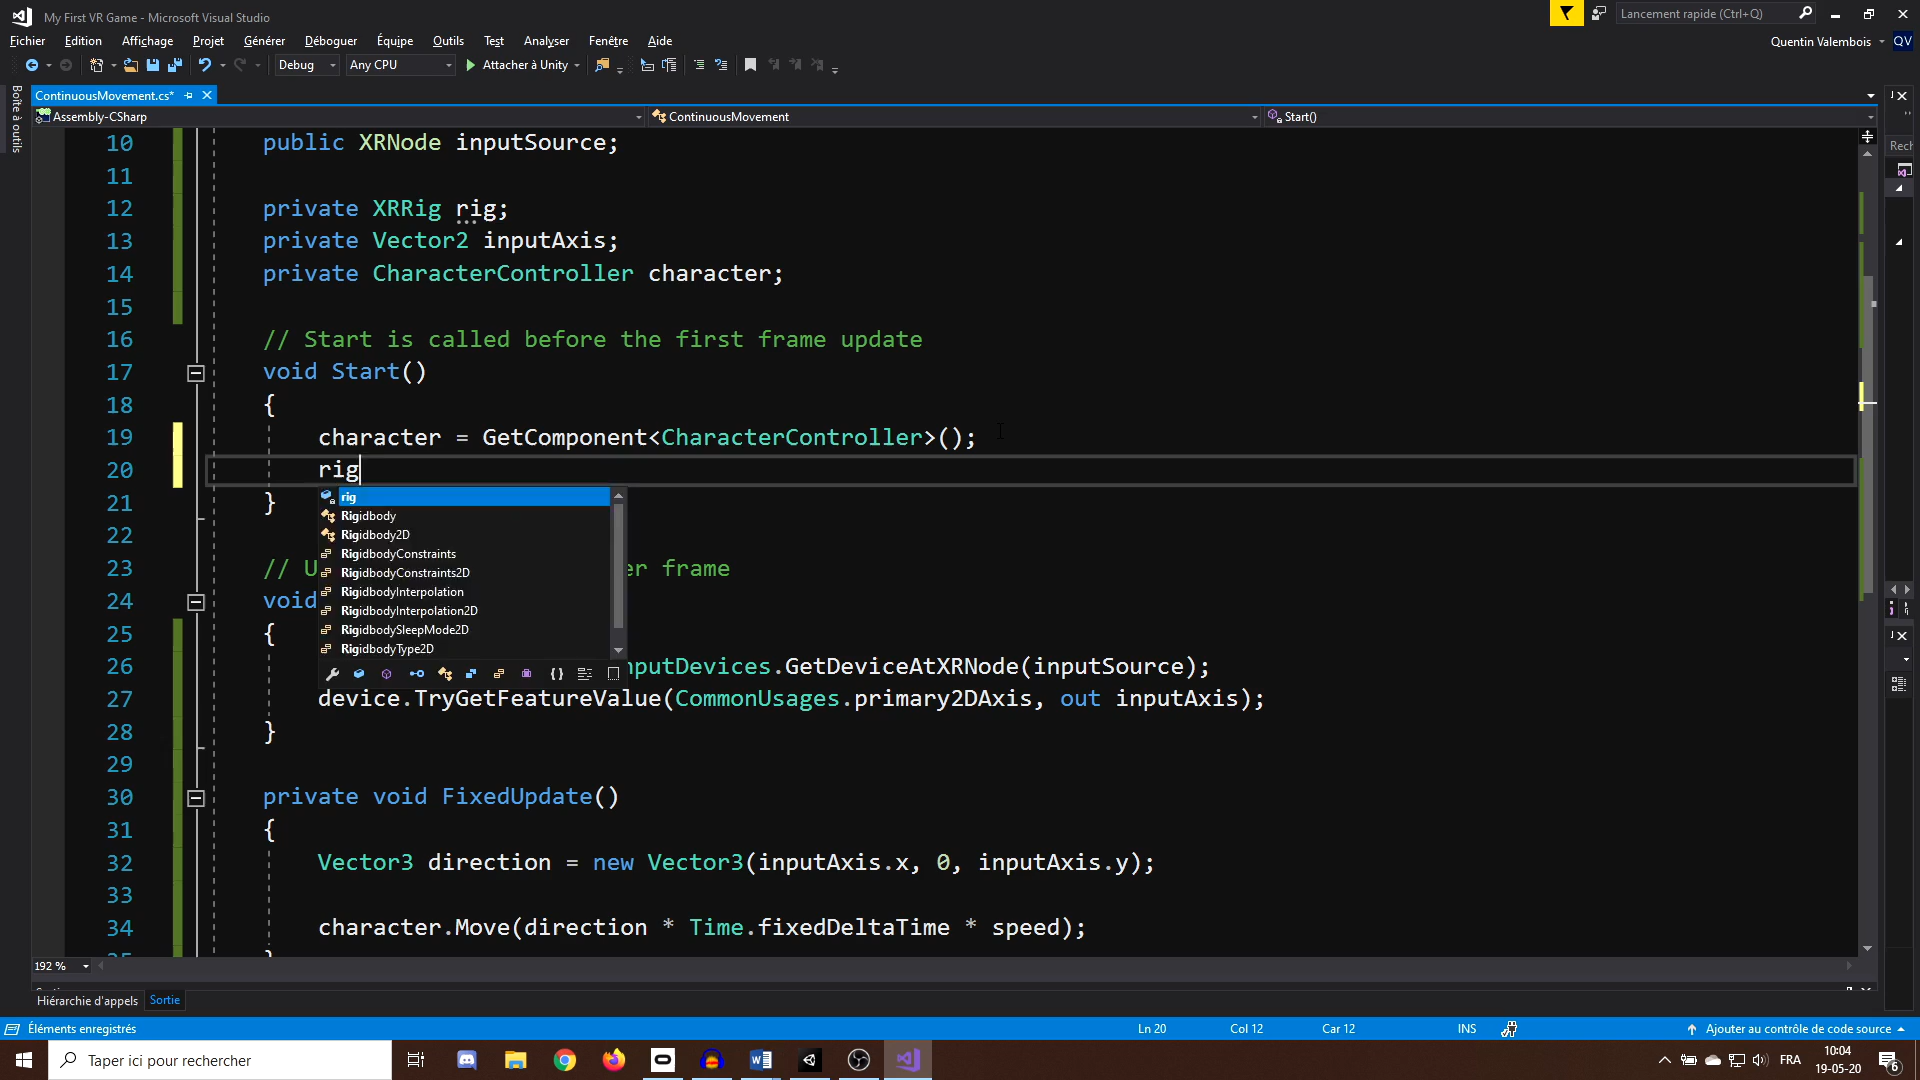 My First VR Game - Microsoft Visual Studio
Lancement rapide (Ctrl+Q)
Fichier Edition Affichage Projet Générer Déboguer Équipe Outils Test Analyser Fenêtre Aide
Quentin Valembois QV
Debug Any CPU Attacher à Unity
Boîte à outils
ContinuousMovement.cs*
Assembly-CSharp ContinuousMovement Start()
Rech
10 public XRNode inputSource;
11
12 private XRRig rig;
13 private Vector2 inputAxis;
14 private CharacterController character;
15
16 // Start is called before the first frame update
17 void Start()
18 {
19 character = GetComponent<CharacterController>();
20 rig
21 }
22
23 // U er frame
24 void
25 {
26 nputDevices.GetDeviceAtXRNode(inputSource);
27 device.TryGetFeatureValue(CommonUsages.primary2DAxis, out inputAxis);
28 }
29
30 private void FixedUpdate()
31 {
32 Vector3 direction = new Vector3(inputAxis.x, 0, inputAxis.y);
33
34 character.Move(direction * Time.fixedDeltaTime * speed);
rig
Rigidbody
Rigidbody2D
RigidbodyConstraints
RigidbodyConstraints2D
RigidbodyInterpolation
RigidbodyInterpolation2D
RigidbodySleepMode2D
RigidbodyType2D
192 %
Hiérarchie d'appels Sortie
Éléments enregistrés Ln 20 Col 12 Car 12 INS Ajouter au contrôle de code source
Taper ici pour rechercher
FRA
10:04
19-05-20
6